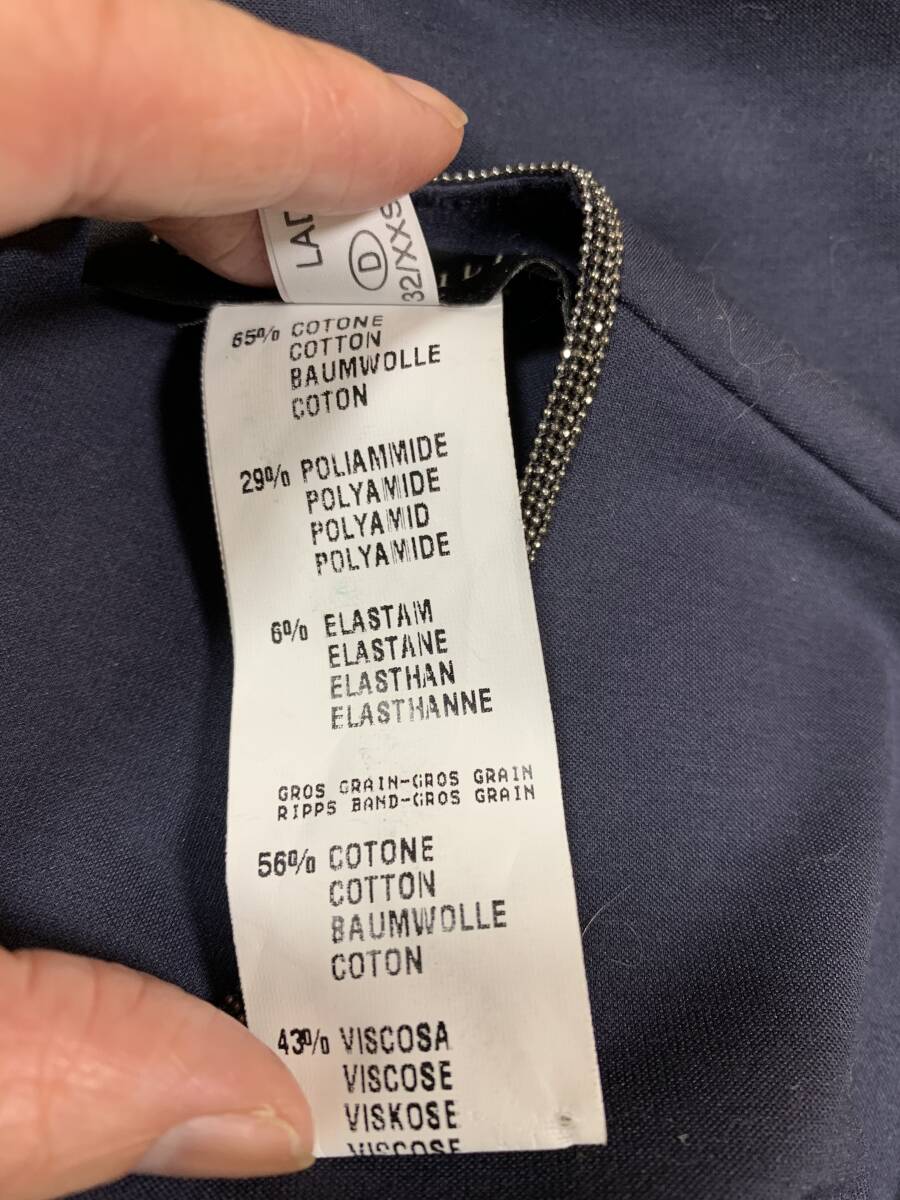 LAD
D
32/XXS
65% COTONE
COTTON
BAUMWOLLE
COTON
29% POLIAMMIDE
POLYAMIDE
POLYAMID
POLYAMIDE
6% ELASTAM
ELASTANE
ELASTHAN
ELASTHANNE
GROS GRAIN-GROS GRAIN
RIPPS BAND-GROS GRAIN
56% COTONE
COTTON
BAUMWOLLE
COTON
43% VISCOSA
VISCOSE
VISKOSE
VISCOSE